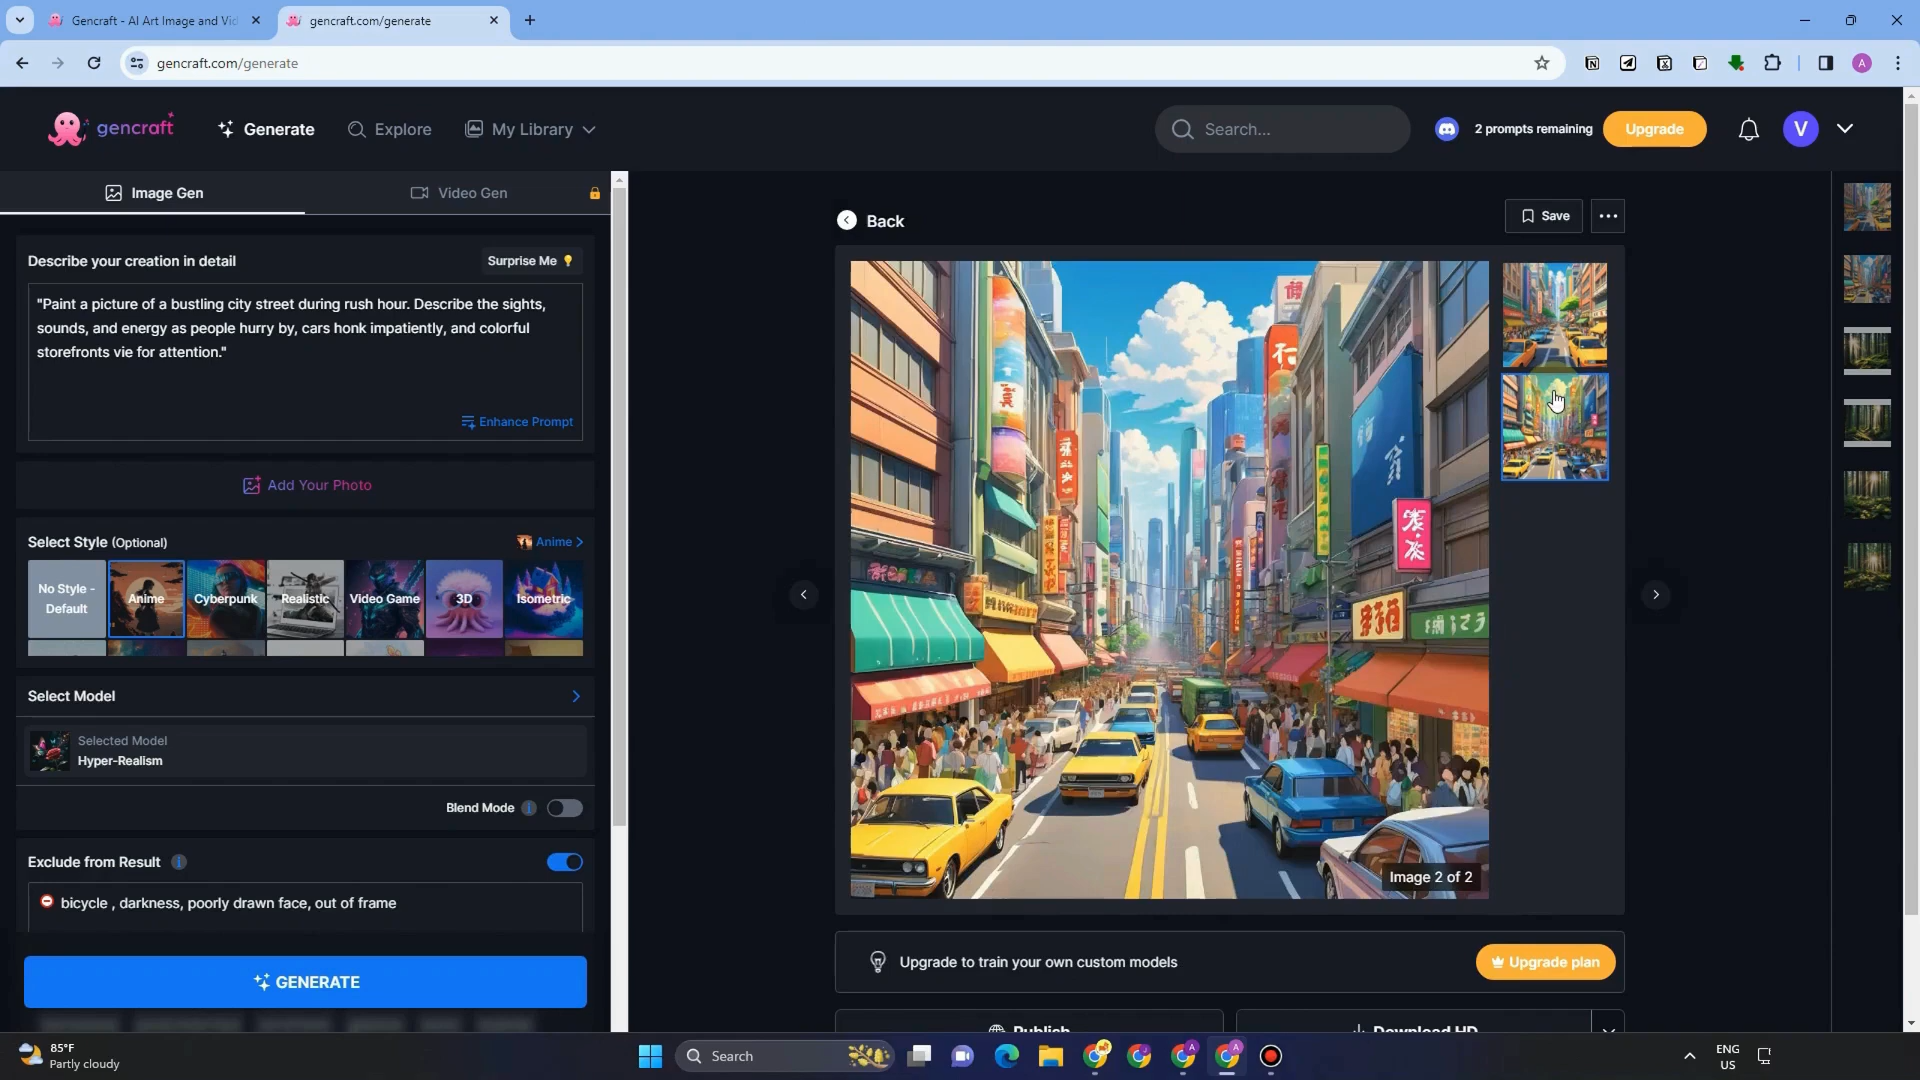 Gencraft - AI Art Image and Vid
gencraft.com/generate
gencraft.com/generate
gencraft
Generate
Explore
My Library
Search...
2 prompts remaining
Upgrade
V
A
Image Gen
Video Gen
Back
Save
Describe your creation in detail
Surprise Me
"Paint a picture of a bustling city street during rush hour. Describe the sights,
sounds, and energy as people hurry by, cars honk impatiently, and colorful
storefronts vie for attention."
Enhance Prompt
Add Your Photo
Select Style (Optional)
Anime >
No Style -
Default
Anime
Cyberpunk
Realistic
Video Game
3D
Isometric
Select Model
Selected Model
Hyper-Realism
Blend Mode
Exclude from Result
bicycle , darkness, poorly drawn face, out of frame
GENERATE
Image 2 of 2
Upgrade to train your own custom models
Upgrade plan
Publish
Download HD
85°F
Partly cloudy
Search
ENG
US